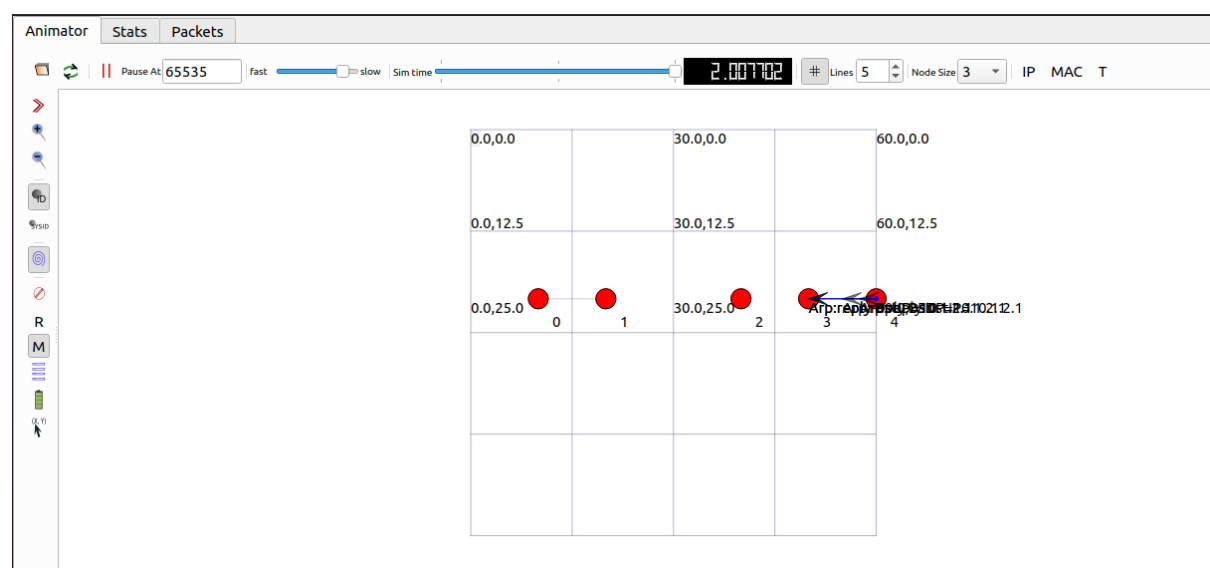 Animator Stats Packets
Pause At 65535 fast slow Sim time 2.007702 # Lines 5 Node Size 3 IP MAC T
ID
SYSID
R
M
(X, Y)
0.0,0.0 30.0,0.0 60.0,0.0
0.0,12.5 30.0,12.5 60.0,12.5
0.0,25.0 30.0,25.0
0 1 2 3 4